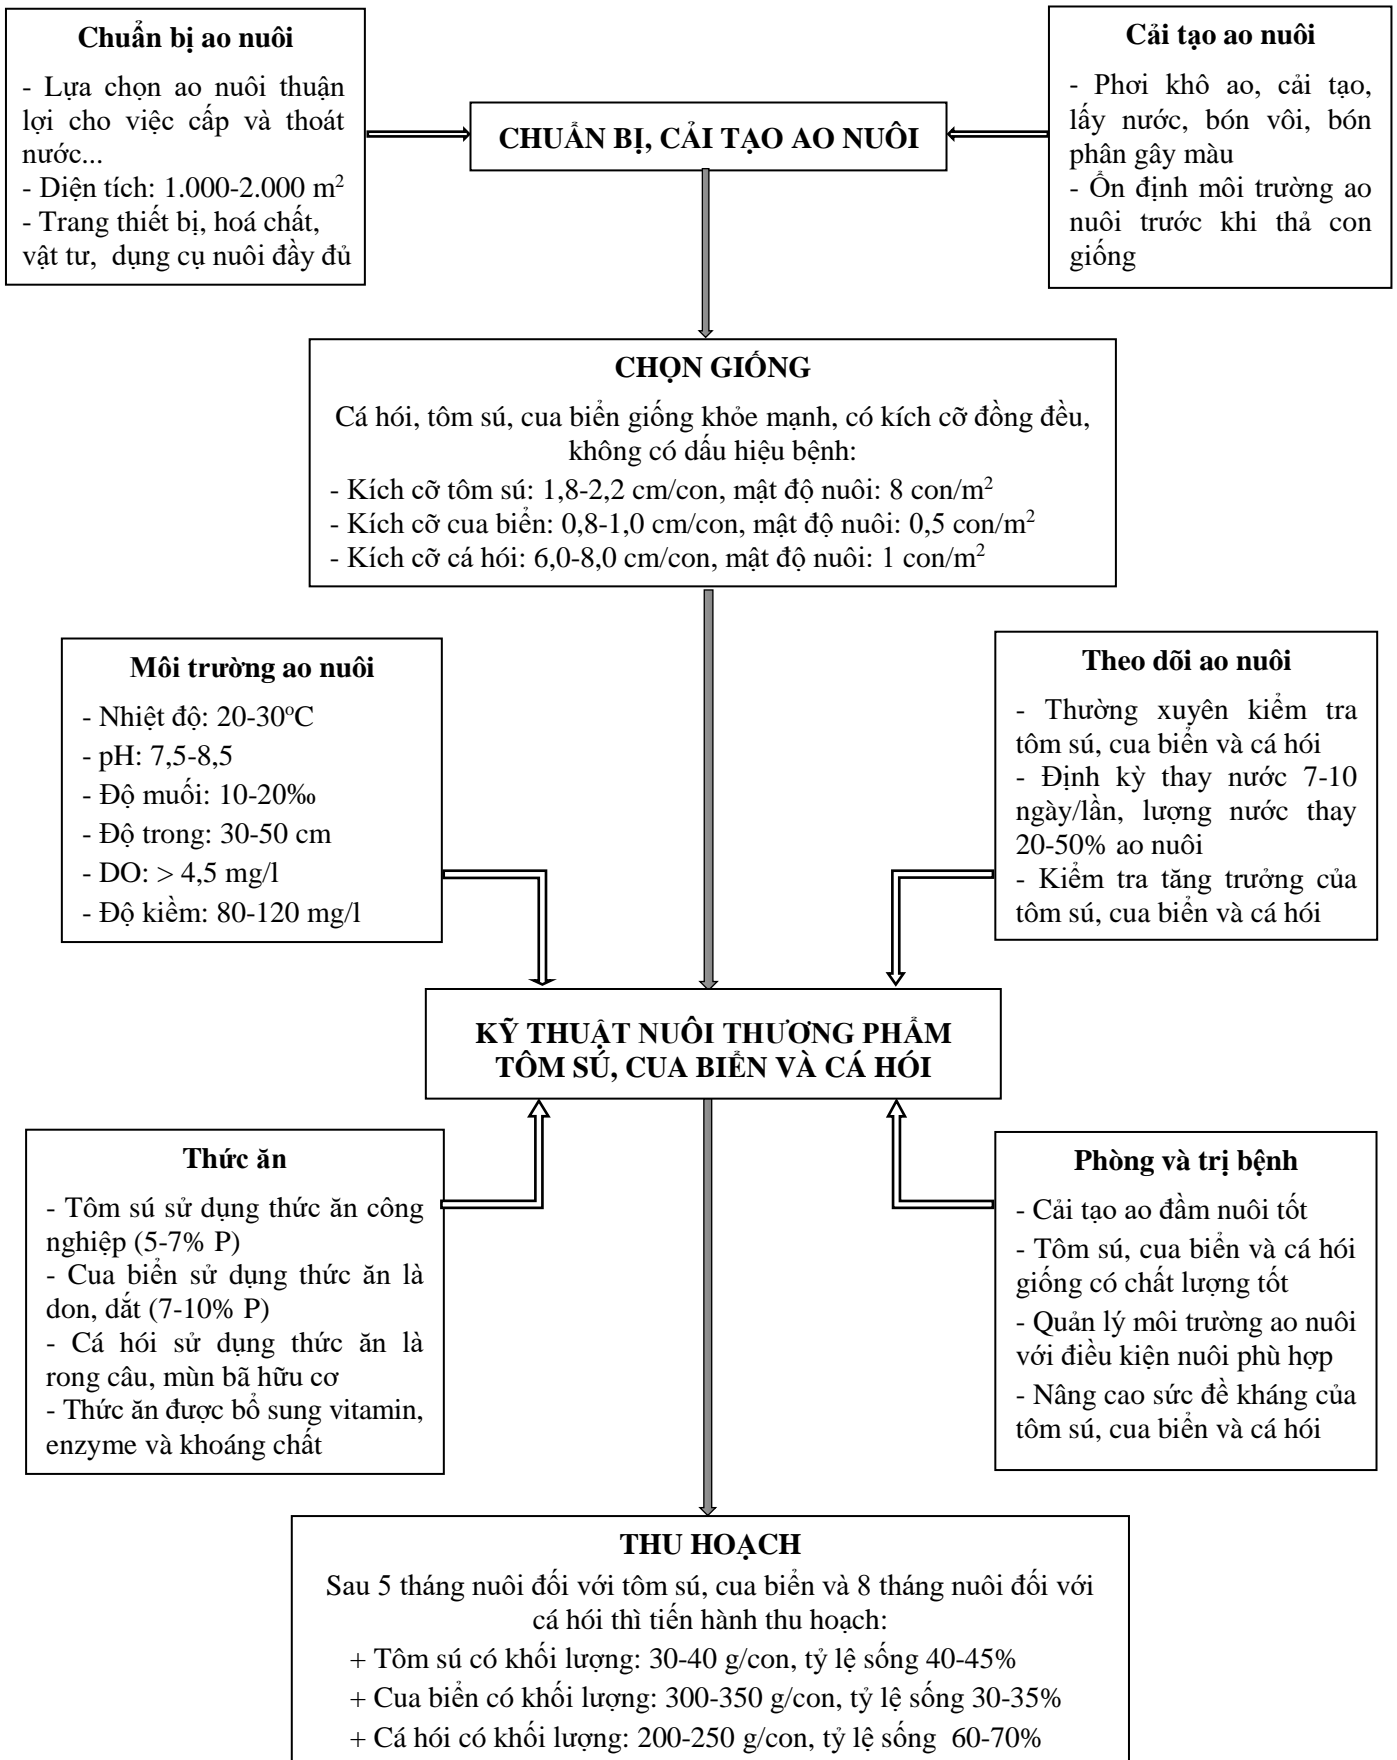 Chuẩn bị ao nuôi
- Lựa chọn ao nuôi thuận
lợi cho việc cấp và thoát
nước...
- Diện tích: 1.000-2.000 m²
- Trang thiết bị, hoá chất,
vật tư, dụng cụ nuôi đầy đủ
CHUẨN BỊ, CẢI TẠO AO NUÔI
Cải tạo ao nuôi
- Phơi khô ao, cải tạo,
lấy nước, bón vôi, bón
phân gây màu
- Ổn định môi trường ao
nuôi trước khi thả con
giống
CHỌN GIỐNG
Cá hói, tôm sú, cua biển giống khỏe mạnh, có kích cỡ đồng đều,
không có dấu hiệu bệnh:
- Kích cỡ tôm sú: 1,8-2,2 cm/con, mật độ nuôi: 8 con/m²
- Kích cỡ cua biển: 0,8-1,0 cm/con, mật độ nuôi: 0,5 con/m²
- Kích cỡ cá hói: 6,0-8,0 cm/con, mật độ nuôi: 1 con/m²
Môi trường ao nuôi
- Nhiệt độ: 20-30ºC
- pH: 7,5-8,5
- Độ muối: 10-20‰
- Độ trong: 30-50 cm
- DO: > 4,5 mg/l
- Độ kiềm: 80-120 mg/l
Theo dõi ao nuôi
- Thường xuyên kiểm tra
tôm sú, cua biển và cá hói
- Định kỳ thay nước 7-10
ngày/lần, lượng nước thay
20-50% ao nuôi
- Kiểm tra tăng trưởng của
tôm sú, cua biển và cá hói
KỸ THUẬT NUÔI THƯƠNG PHẨM
TÔM SÚ, CUA BIỂN VÀ CÁ HÓI
Thức ăn
- Tôm sú sử dụng thức ăn công
nghiệp (5-7% P)
- Cua biển sử dụng thức ăn là
don, dắt (7-10% P)
- Cá hói sử dụng thức ăn là
rong câu, mùn bã hữu cơ
- Thức ăn được bổ sung vitamin,
enzyme và khoáng chất
Phòng và trị bệnh
- Cải tạo ao đầm nuôi tốt
- Tôm sú, cua biển và cá hói
giống có chất lượng tốt
- Quản lý môi trường ao nuôi
với điều kiện nuôi phù hợp
- Nâng cao sức đề kháng của
tôm sú, cua biển và cá hói
THU HOẠCH
Sau 5 tháng nuôi đối với tôm sú, cua biển và 8 tháng nuôi đối với
cá hói thì tiến hành thu hoạch:
+ Tôm sú có khối lượng: 30-40 g/con, tỷ lệ sống 40-45%
+ Cua biển có khối lượng: 300-350 g/con, tỷ lệ sống 30-35%
+ Cá hói có khối lượng: 200-250 g/con, tỷ lệ sống 60-70%